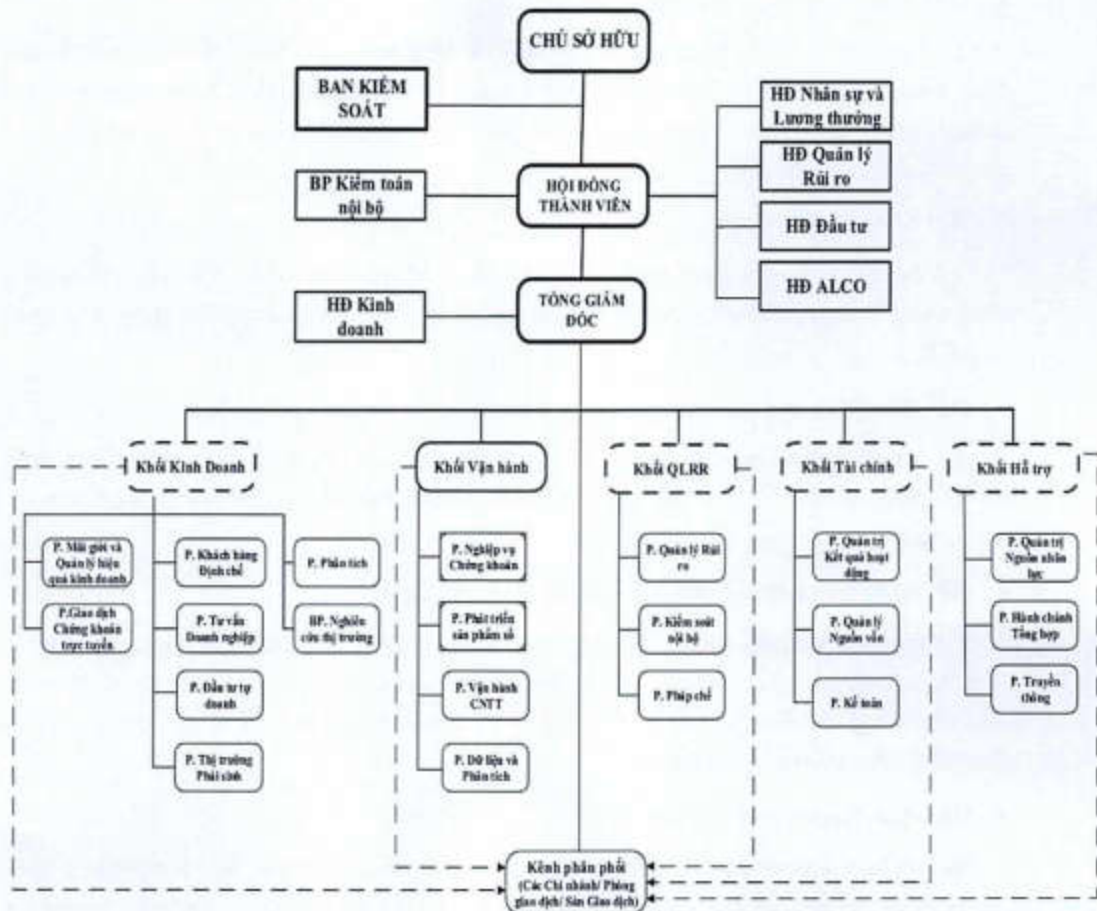 CHỦ SỞ HỮU
BAN KIỂM
SOÁT
HĐ Nhân sự và
Lương thưởng
HĐ Quản lý
Rủi ro
BP Kiểm toán
nội bộ
HỘI ĐỒNG
THÀNH VIÊN
HĐ Đầu tư
HĐ ALCO
HĐ Kinh
doanh
TỔNG GIÁM
ĐỐC
Khối Kinh Doanh
Khối Vận hành
Khối QLRR
Khối Tài chính
Khối Hỗ trợ
P. Môi giới và
Quản lý hiệu
quả kinh doanh
P.Giao dịch
Chứng khoán
trực tuyến
P. Khách hàng
Định chế
P. Tư vấn
Doanh nghiệp
P. Đầu tư tự
doanh
P. Thị trường
Phái sinh
P. Phân tích
BP. Nghiên
cứu thị trường
P. Nghiệp vụ
Chứng khoán
P. Phát triển
sản phẩm số
P. Vận hành
CNTT
P. Dữ liệu và
Phân tích
P. Quản lý Rủi
ro
P. Kiểm soát
nội bộ
P. Pháp chế
P. Quản trị
Kết quả hoạt
động
P. Quản lý
Nguồn vốn
P. Kế toán
P. Quản trị
Nguồn nhân
lực
P. Hành chính
Tổng hợp
P. Truyền
thông
Kênh phân phối
(Các Chi nhánh/ Phòng
giao dịch/ Sàn Giao dịch)